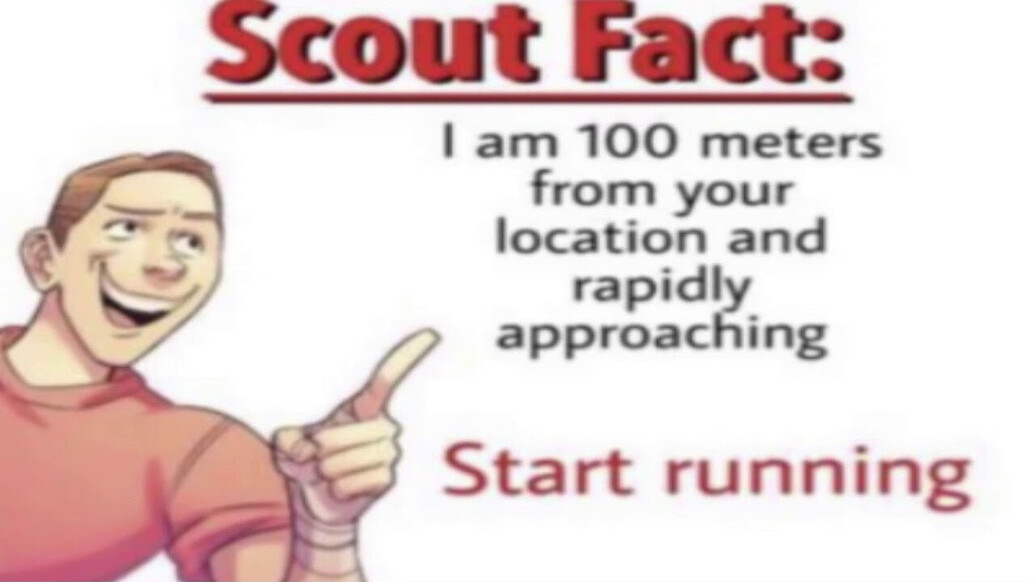 Scout Fact:
I am 100 meters
from your
location and
rapidly
approaching
Start running